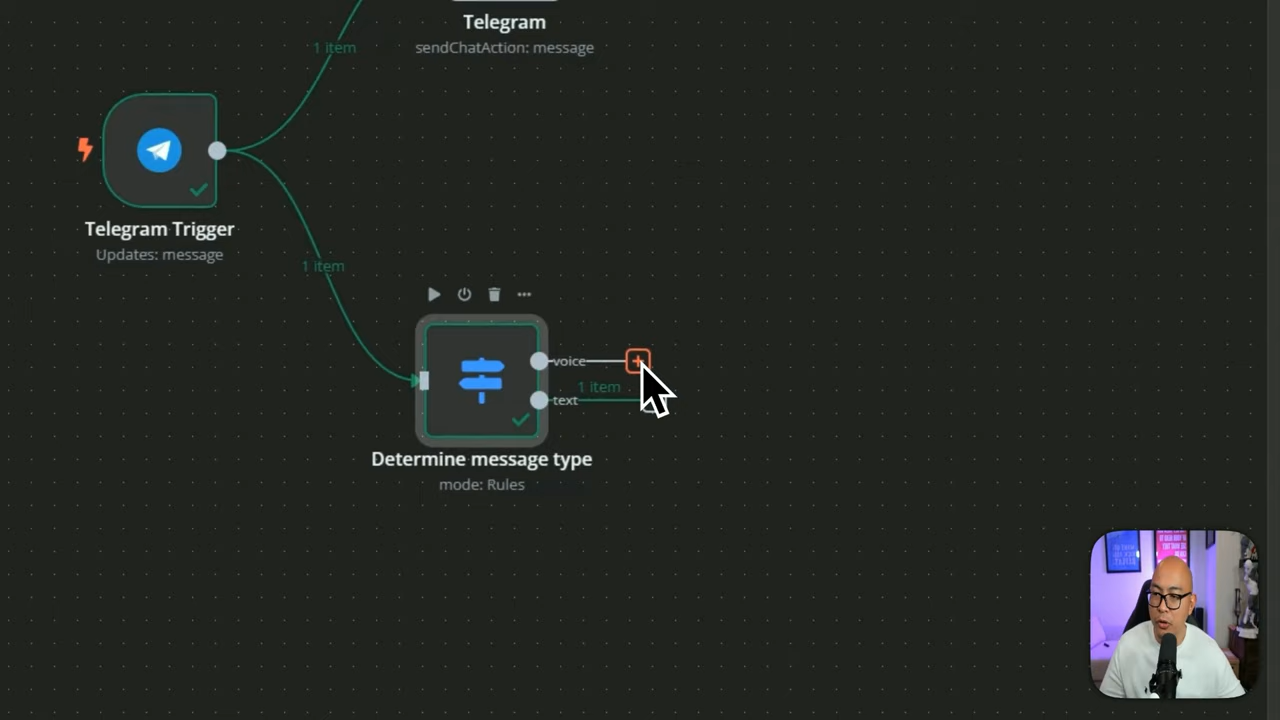 Telegram
sendChatAction: message
1 item
Telegram Trigger
Updates: message
1 item
voice
1 item
text
Determine message type
mode: Rules